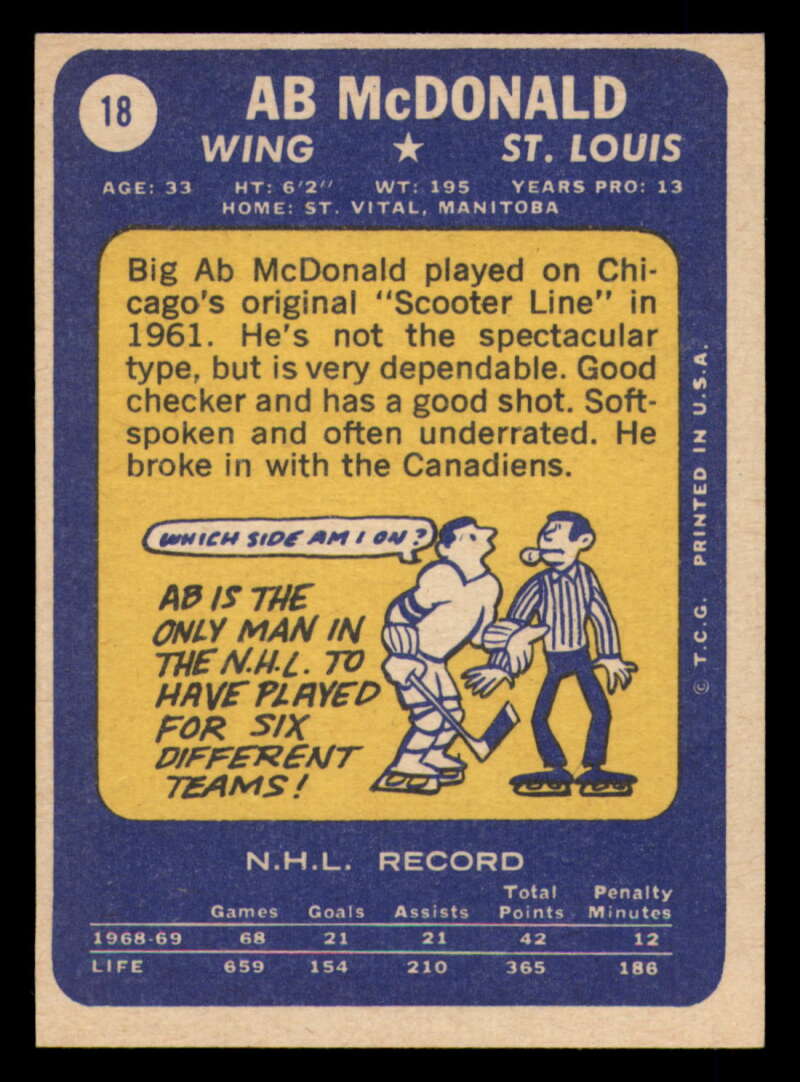 18
AB McDONALD
WING ★ ST. LOUIS
AGE: 33 HT: 6'2" WT: 195 YEARS PRO: 13
HOME: ST. VITAL, MANITOBA
Big Ab McDonald played on Chi-
cago's original "Scooter Line" in
1961. He's not the spectacular
type, but is very dependable. Good
checker and has a good shot. Soft-
spoken and often underrated. He
broke in with the Canadiens.
WHICH SIDE AM I ON?
AB IS THE
ONLY MAN IN
THE N.H.L. TO
HAVE PLAYED
FOR SIX
DIFFERENT
TEAMS!
© T.C.G. PRINTED IN U.S.A.
N.H.L. RECORD
Games Goals Assists Total Points Penalty Minutes
1968-69 68 21 21 42 12
LIFE 659 154 210 365 186